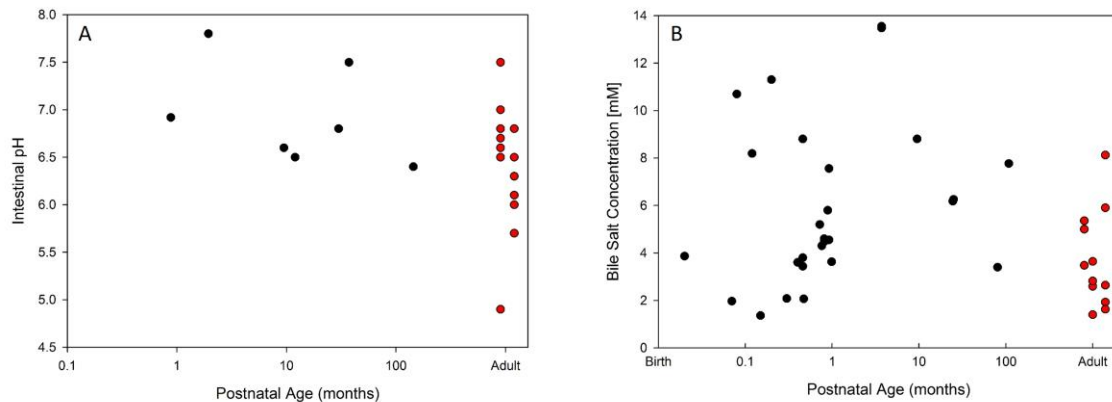 A
Intestinal pH
8.0
7.5
7.0
6.5
6.0
5.5
5.0
4.5
0.1 1 10 100 Adult
Postnatal Age (months)
B
Bile Salt Concentration [mM]
14
12
10
8
6
4
2
0
Birth 0.1 1 10 100 Adult
Postnatal Age (months)